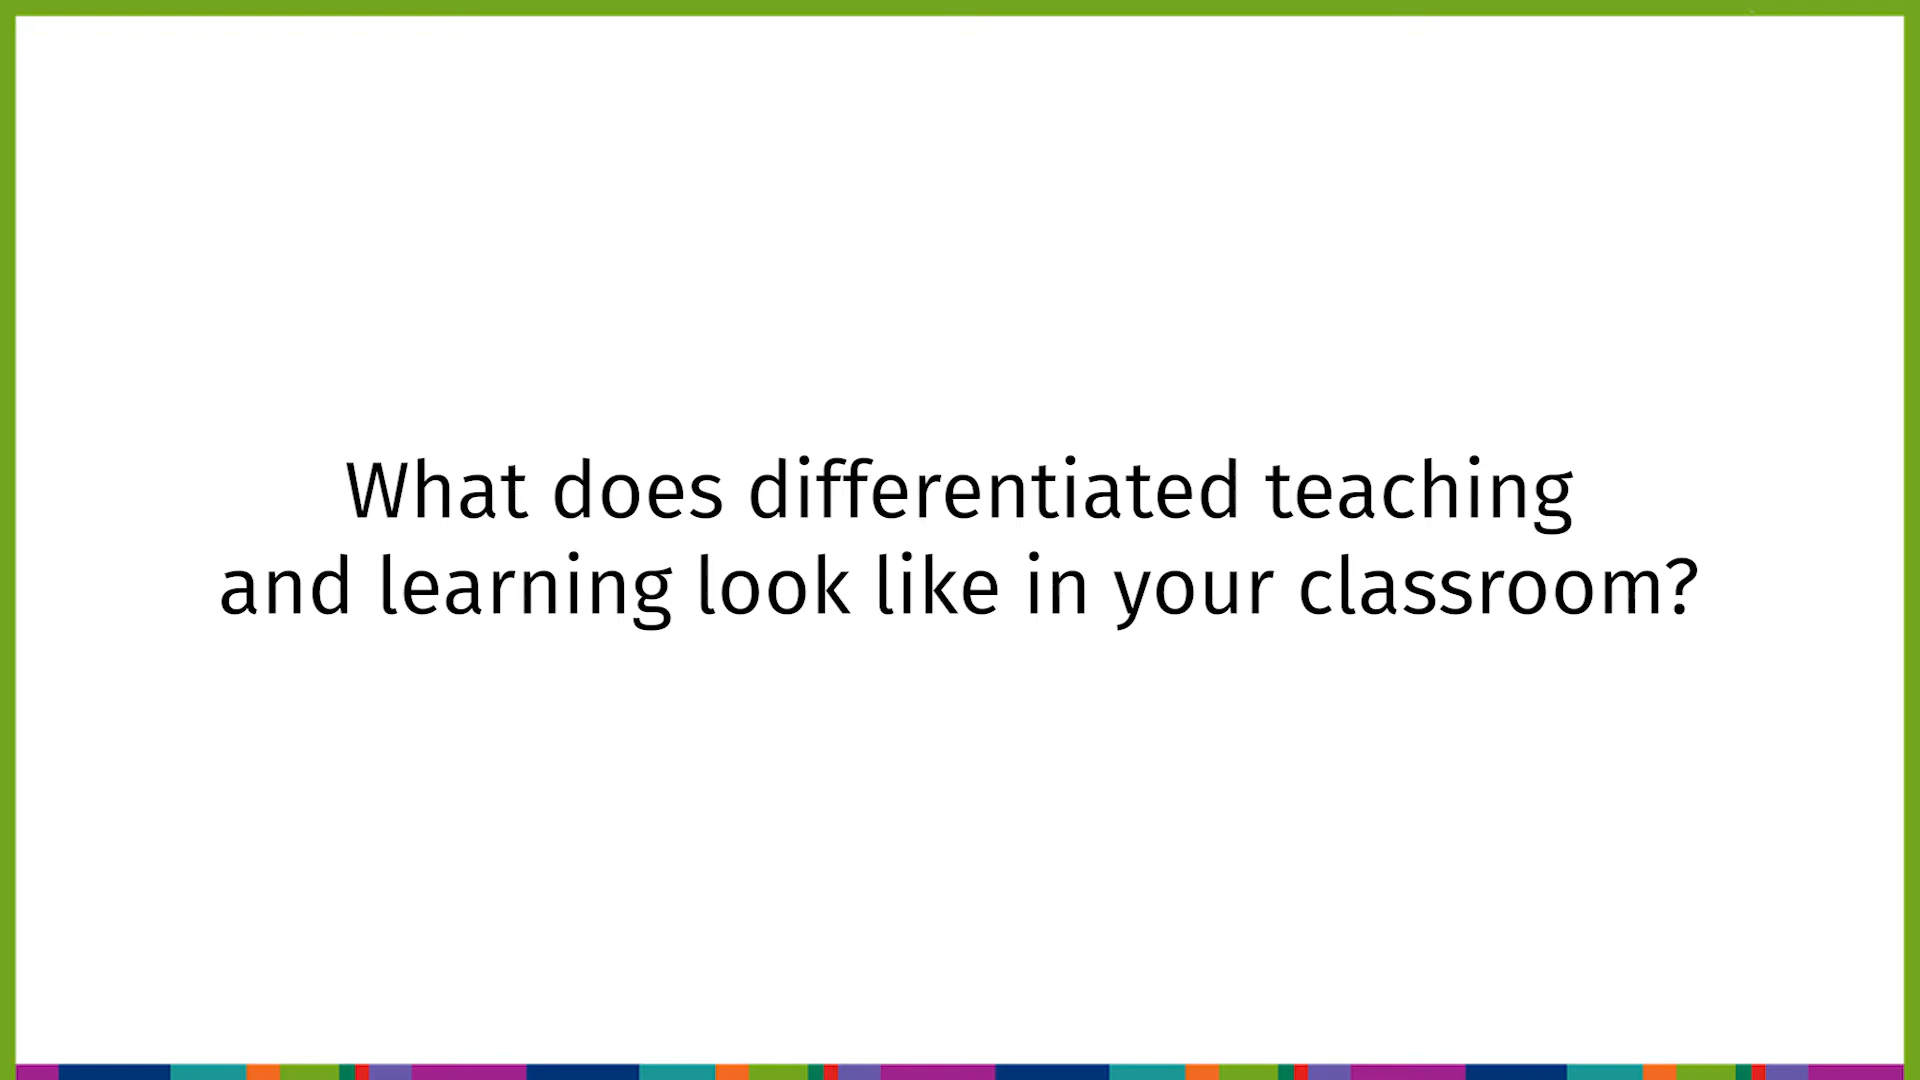 What does differentiated teaching
and learning look like in your classroom?